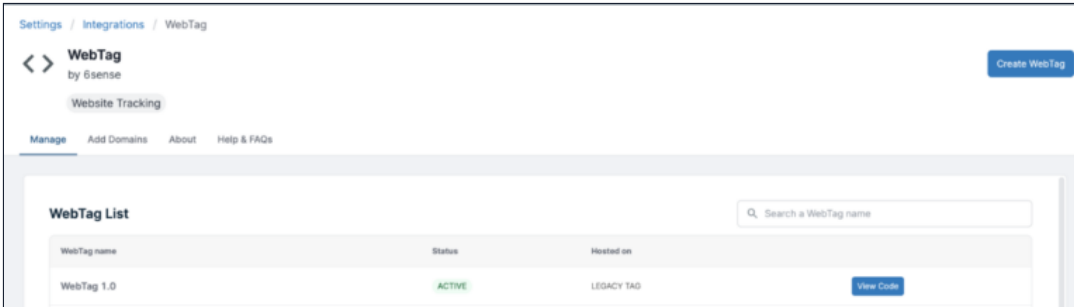 Settings / Integrations / WebTag
WebTag
by 6sense
Create WebTag
Website Tracking
Manage Add Domains About Help & FAQs
WebTag List
Search a WebTag name
WebTag name Status Hosted on
WebTag 1.0 ACTIVE LEGACY TAG View Code